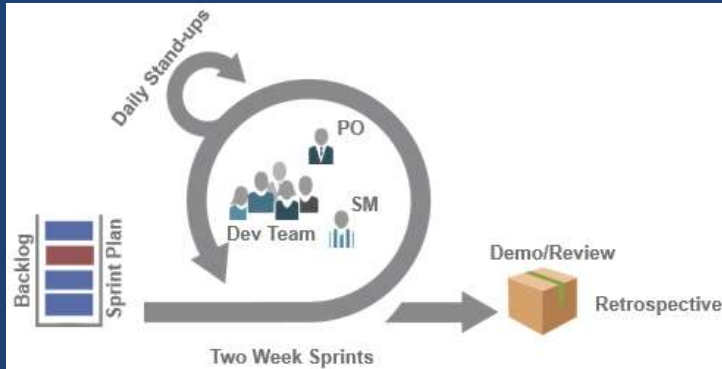 Daily Stand-ups
PO
SM
Dev Team
Backlog
Sprint Plan
Demo/Review
Retrospective
Two Week Sprints